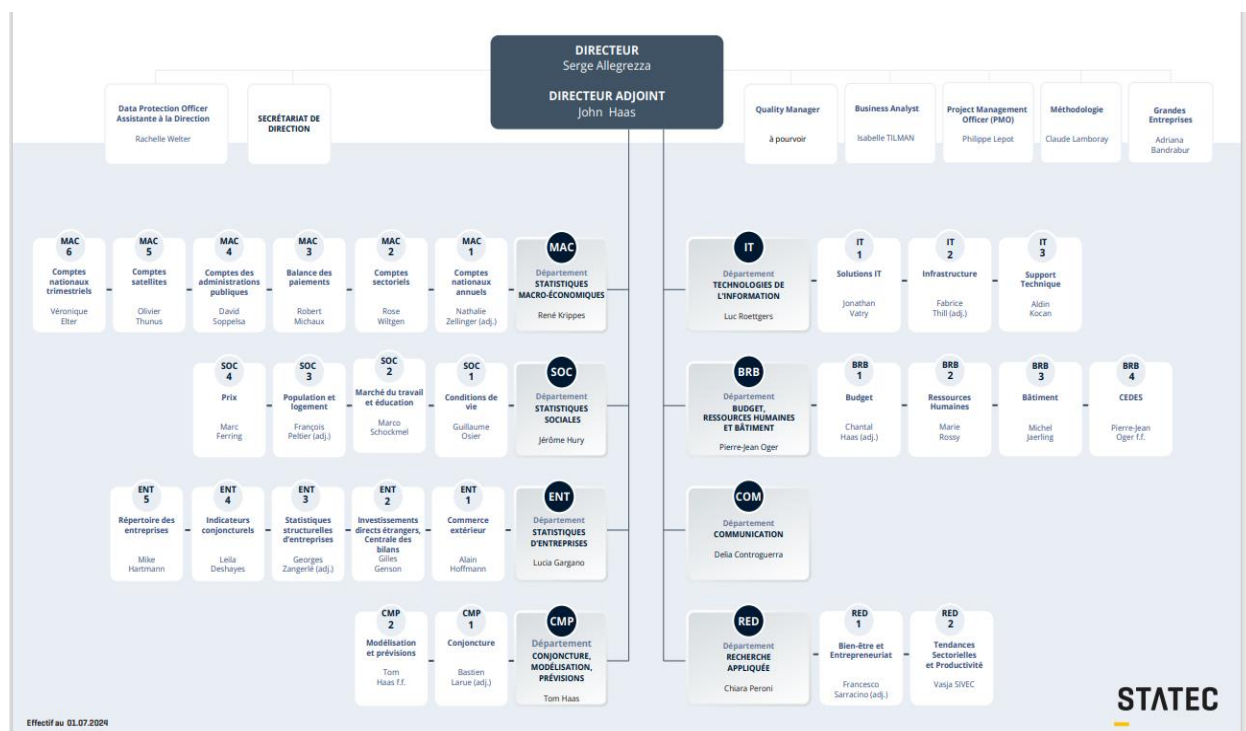 DIRECTEUR
Serge Allegrezza
DIRECTEUR ADJOINT
John Haas
Data Protection Officer
Assistante à la Direction
Rachelle Welter
SECRÉTARIAT DE
DIRECTION
Quality Manager
à pourvoir
Business Analyst
Isabelle TILMAN
Project Management
Officer (PMO)
Philippe Lepot
Méthodologie
Claude Lamboray
Grandes
Entreprises
Adriana
Bandrabur
MAC
6
Comptes
nationaux
trimestriels
Véronique
Elter
MAC
5
Comptes
satellites
Olivier
Thunus
MAC
4
Comptes des
administrations
publiques
David
Soppelsa
MAC
3
Balance des
paiements
Robert
Michaux
MAC
2
Comptes
sectoriels
Rose
Wiltgen
MAC
1
Comptes
nationaux
annuels
Nathalie
Zellinger (adj.)
MAC
Département
STATISTIQUES
MACRO-ÉCONOMIQUES
René Krippes
IT
Département
TECHNOLOGIES DE
L'INFORMATION
Luc Roettgers
IT
1
Solutions IT
Jonathan
Vatry
IT
2
Infrastructure
Fabrice
Thill (adj.)
IT
3
Support
Technique
Aldin
Kocan
SOC
4
Prix
Marc
Ferring
SOC
3
Population et
logement
François
Peltier (adj.)
SOC
2
Marché du travail
et éducation
Marco
Schockmel
SOC
1
Conditions de
vie
Guillaume
Osier
SOC
Département
STATISTIQUES
SOCIALES
Jérôme Hury
BRB
Département
BUDGET,
RESSOURCES HUMAINES
ET BÂTIMENT
Pierre-Jean Oger
BRB
1
Budget
Chantal
Haas (adj.)
BRB
2
Ressources
Humaines
Marie
Rossy
BRB
3
Bâtiment
Michel
Jaerling
BRB
4
CEDES
Pierre-Jean
Oger f.f.
ENT
5
Répertoire des
entreprises
Mike
Hartmann
ENT
4
Indicateurs
conjoncturels
Leila
Deshayes
ENT
3
Statistiques
structurelles
d'entreprises
Georges
Zangerlé (adj.)
ENT
2
Investissements
directs étrangers,
Centrale des
bilans
Gilles
Genson
ENT
1
Commerce
extérieur
Alain
Hoffmann
ENT
Département
STATISTIQUES
D'ENTREPRISES
Lucia Gargano
COM
Département
COMMUNICATION
Delia Controguerra
CMP
2
Modélisation
et prévisions
Tom
Haas f.f.
CMP
1
Conjoncture
Bastien
Larue (adj.)
CMP
Département
CONJONCTURE,
MODÉLISATION,
PRÉVISIONS
Tom Haas
RED
Département
RECHERCHE
APPLIQUÉE
Chiara Peroni
RED
1
Bien-être et
Entrepreneuriat
Francesco
Sarracino (adj.)
RED
2
Tendances
Sectorielles
et Productivité
Vasja SIVEC
Effectif au 01.07.2024
STATEC